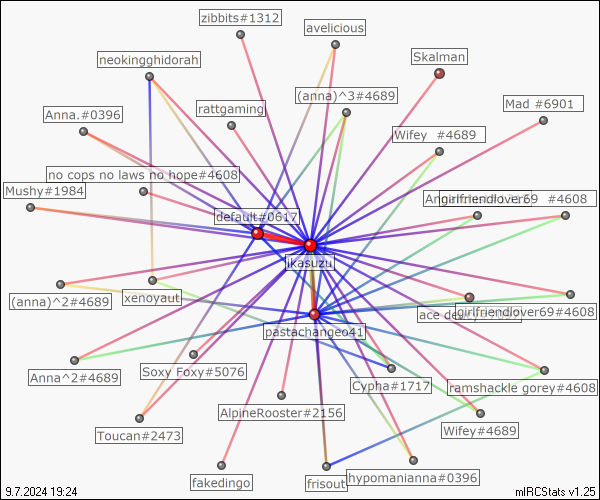 zibbits#1312
avelicious
neokingghidorah
Skalman
(anna)^3#4689
Mad #6901
rattgaming
Anna.#0396
Wifey #4689
no cops no laws no hope#4608
Mushy#1984
girlfriendlover69 #4608
default#0617
ikasuzu
(anna)^2#4689
xenoyaut
girlfriendlover69#4608
ace
pastachangeo41
Anna^2#4689
Soxy Foxy#5076
Cypha#1717
ramshackle gorey#4608
AlpineRooster#2156
Toucan#2473
Wifey#4689
fakedingo
frisout
hypomanianna#0396
9.7.2024 19:24
mIRCStats v1.25